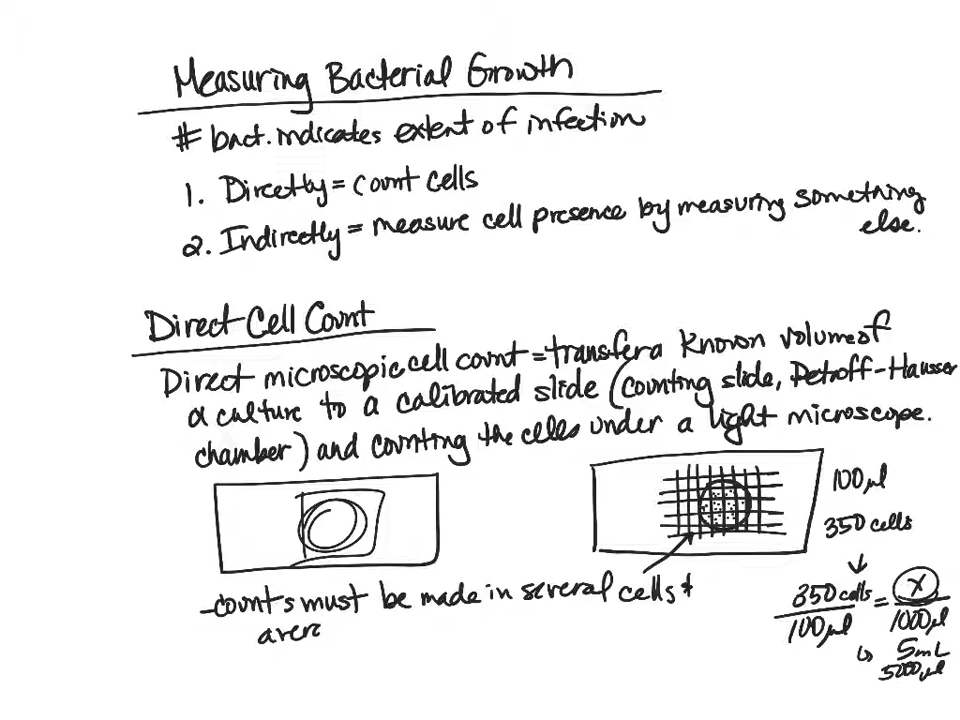 Measuring Bacterial Growth
# bact. indicates extent of infection
1. Directly = count cells
2. Indirectly = measure cell presence by measuring something
else.
Direct Cell Count
Direct microscopic cell count = transfer a known volume of
a culture to a calibrated slide (counting slide, Petroff-Hausser
chamber) and counting the cells under a light microscope.
100 µl
350 cells
-counts must be made in several cells &
avera
350 cells = X
100 µl 1000 µl
↳ 5mL
5000 µl